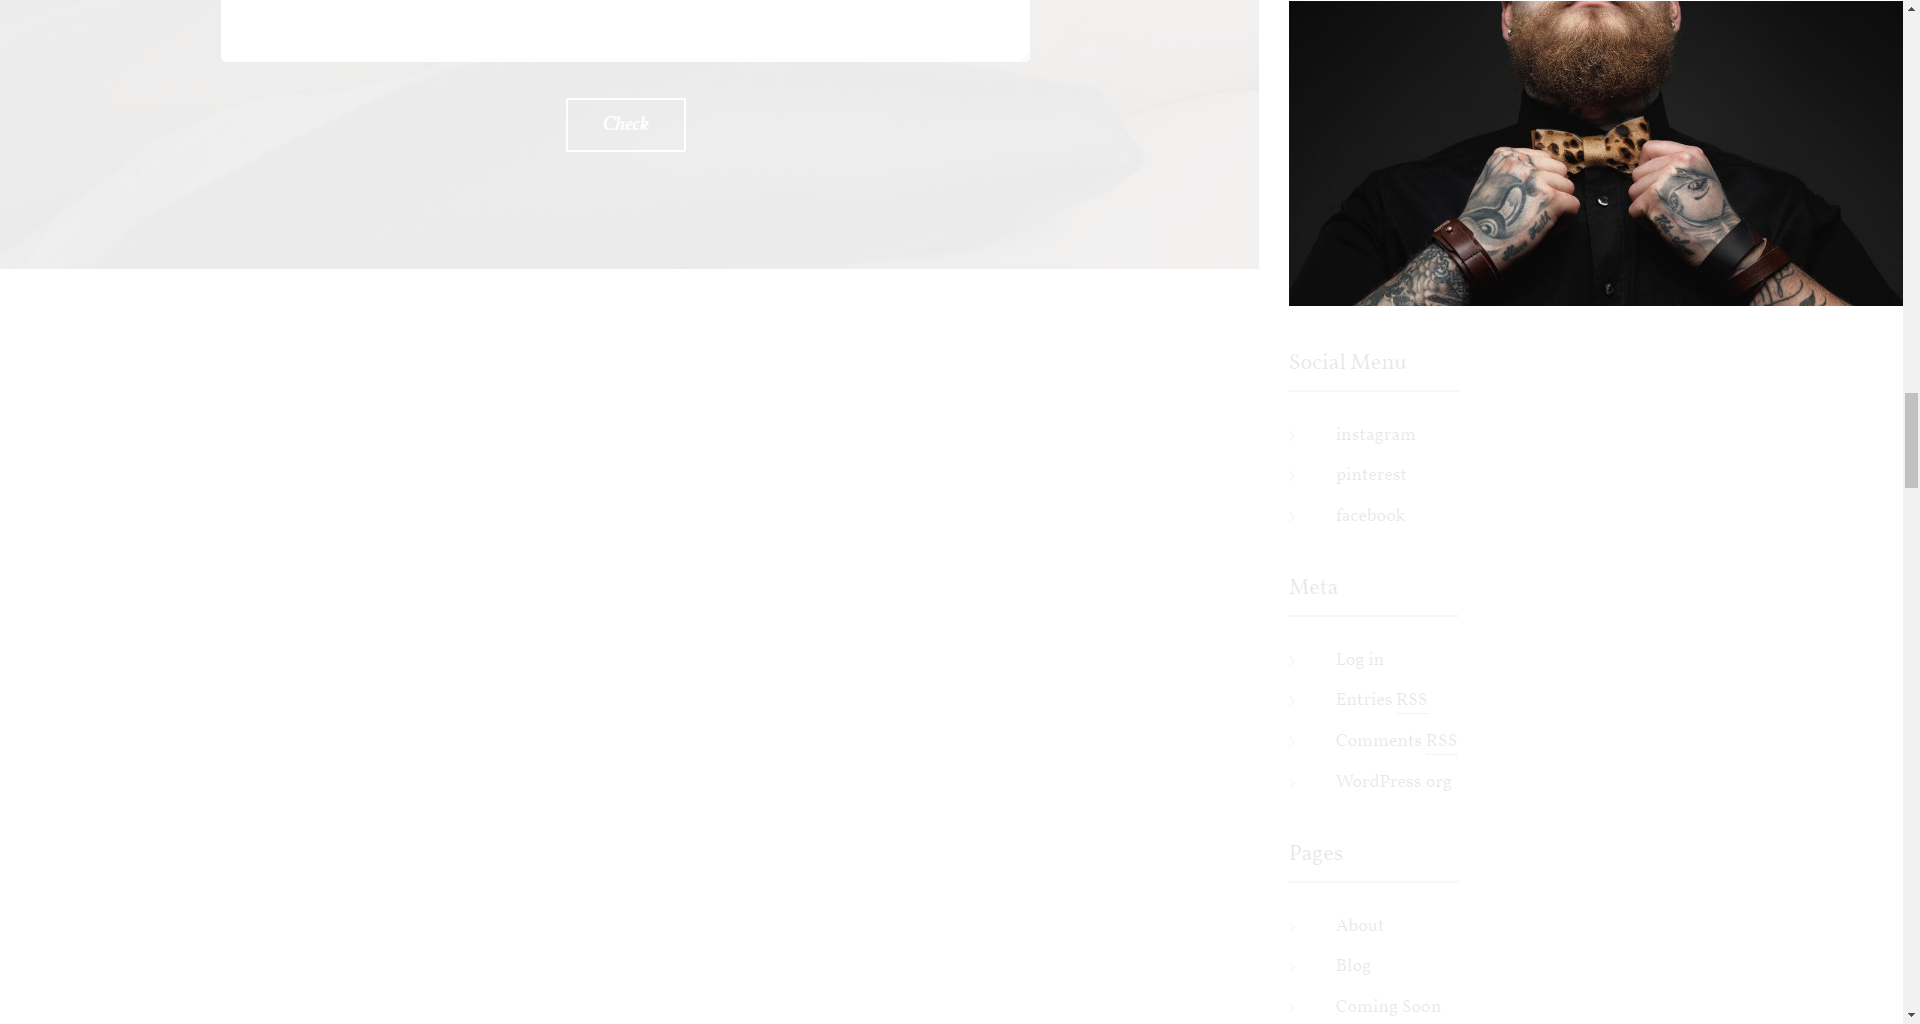 Check
Social Menu
instagram
pinterest
facebook
Meta
Log in
Entries RSS
Comments RSS
WordPress.org
Pages
About
Blog
Coming Soon